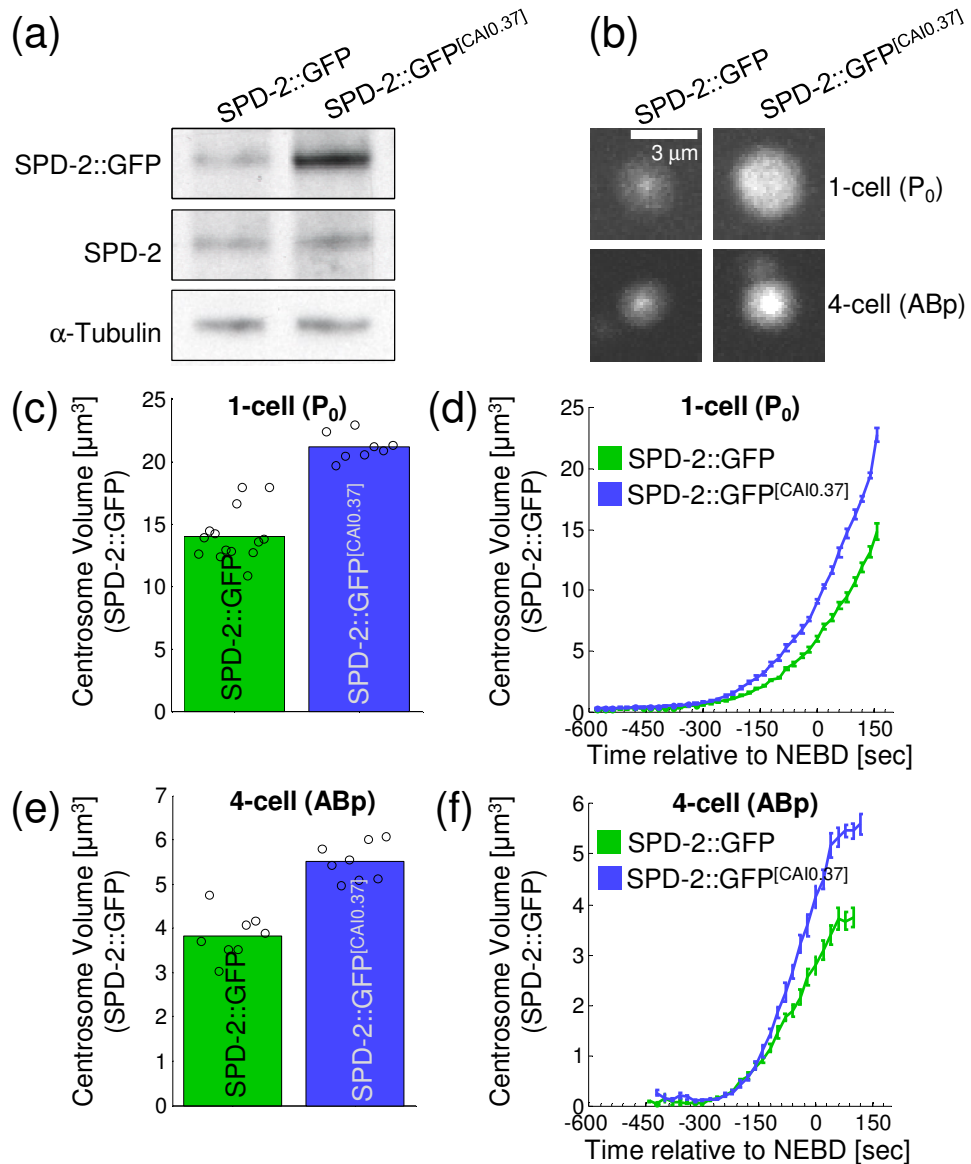 (a)
SPD-2::GFP
SPD-2::GFP[CAI0.37]
SPD-2::GFP
SPD-2
α-Tubulin
(b)
SPD-2::GFP
SPD-2::GFP[CAI0.37]
3 µm
1-cell (P0)
4-cell (ABp)
(c)
1-cell (P0)
Centrosome Volume [µm³]
(SPD-2::GFP)
25
20
15
10
5
0
SPD-2::GFP
SPD-2::GFP[CAI0.37]
(d)
1-cell (P0)
SPD-2::GFP
SPD-2::GFP[CAI0.37]
Centrosome Volume [µm³]
(SPD-2::GFP)
25
20
15
10
5
0
-600 -450 -300 -150 0 150
Time relative to NEBD [sec]
(e)
4-cell (ABp)
Centrosome Volume [µm³]
(SPD-2::GFP)
7
6
5
4
3
2
1
0
SPD-2::GFP
SPD-2::GFP[CAI0.37]
(f)
4-cell (ABp)
SPD-2::GFP
SPD-2::GFP[CAI0.37]
Centrosome Volume [µm³]
(SPD-2::GFP)
6
5
4
3
2
1
0
-600 -450 -300 -150 0 150
Time relative to NEBD [sec]